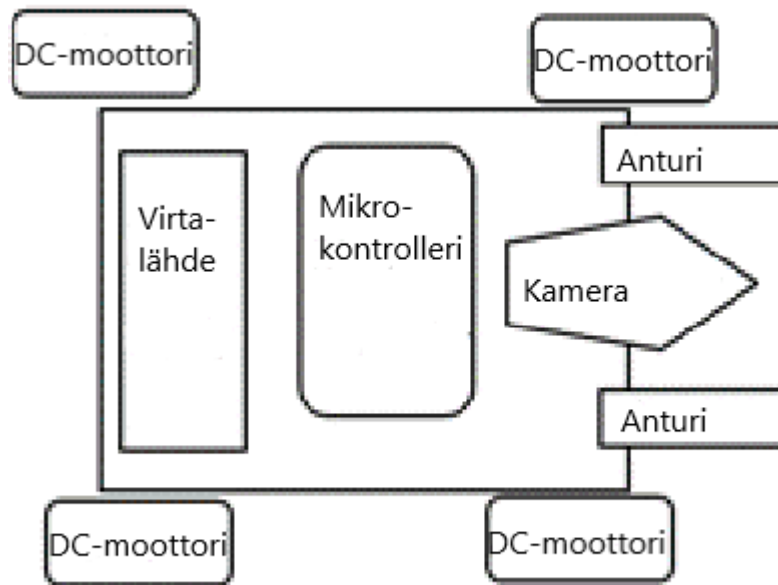 DC-moottori
DC-moottori
Anturi
Virta-
lähde
Mikro-
kontrolleri
Kamera
Anturi
DC-moottori
DC-moottori